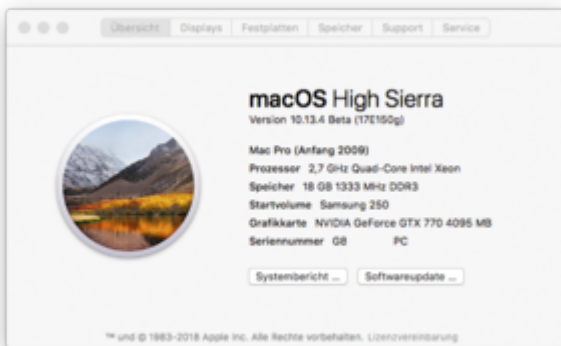 Übersicht Displays Festplatten Speicher Support Service
macOS High Sierra
Version 10.13.4 Beta (17E150g)
Mac Pro (Anfang 2009)
Prozessor 2,7 GHz Quad-Core Intel Xeon
Speicher 18 GB 1333 MHz DDR3
Startvolume Samsung 250
Grafikkarte NVIDIA GeForce GTX 770 4095 MB
Seriennummer G8 PC
Systembericht ... Softwareupdate ...
™ und © 1983-2018 Apple Inc. Alle Rechte vorbehalten. Lizenzvereinbarung